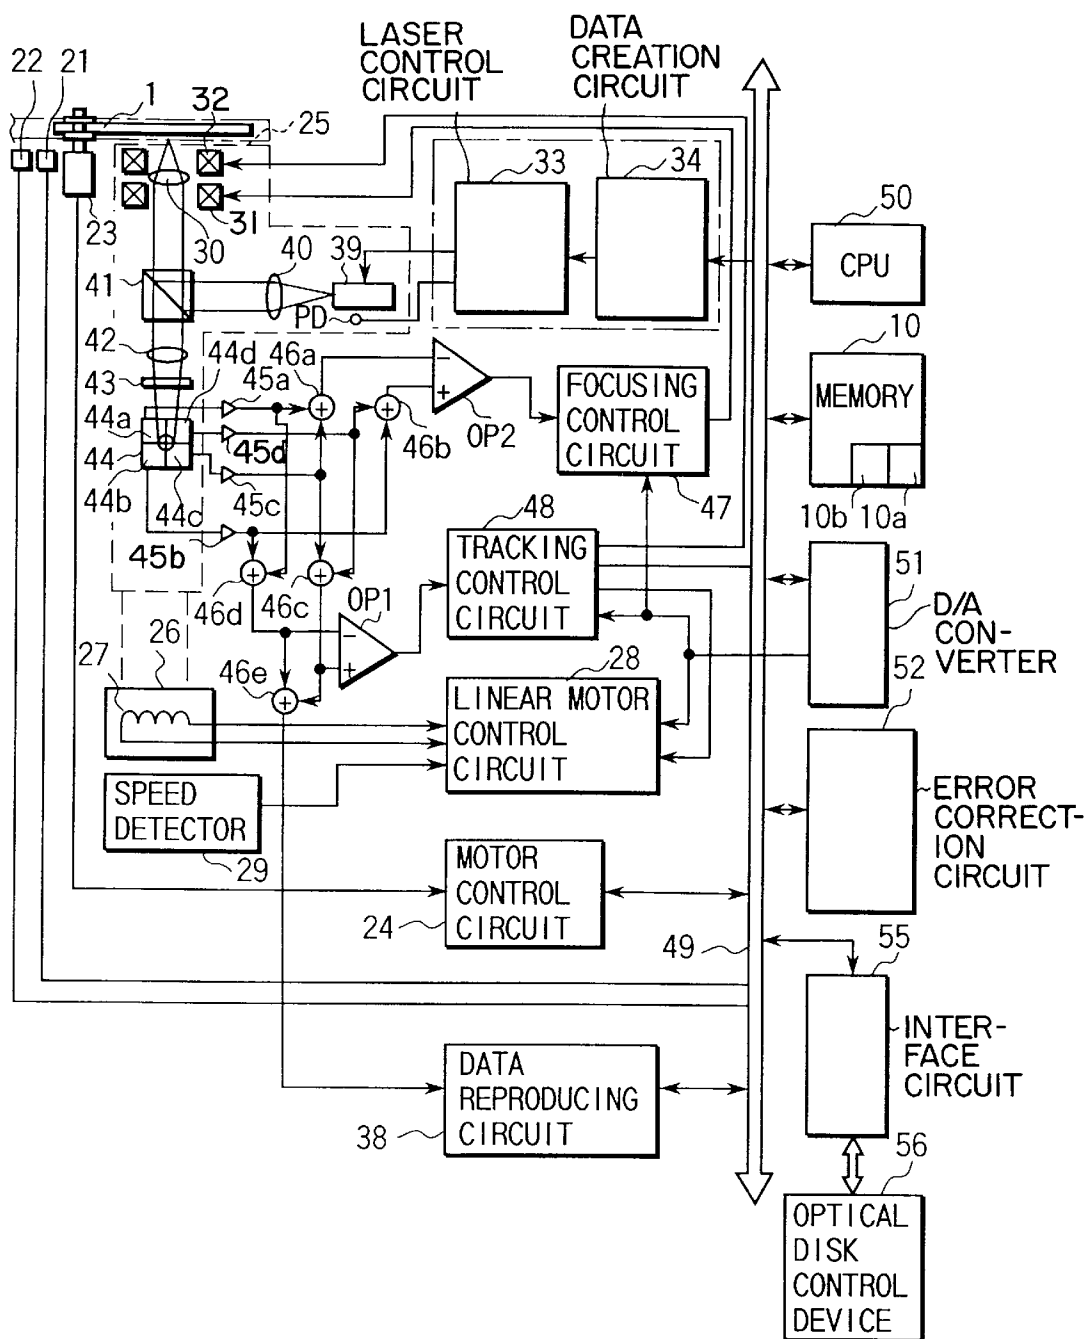 LASER
CONTROL
CIRCUIT
DATA
CREATION
CIRCUIT
22
21
1
32
25
33
34
23
30
31
50
CPU
41
40
39
PD
10
MEMORY
10b
10a
42
43
44a
44
44b
44c
44d
45a
46a
45d
45c
45b
46b
OP2
FOCUSING
CONTROL
CIRCUIT
47
48
TRACKING
CONTROL
CIRCUIT
46d
46c
OP1
51
D/A
CON-
VERTER
26
27
46e
28
LINEAR MOTOR
CONTROL
CIRCUIT
52
ERROR
CORRECT-
ION
CIRCUIT
SPEED
DETECTOR
29
MOTOR
CONTROL
CIRCUIT
24
49
55
INTER-
FACE
CIRCUIT
DATA
REPRODUCING
CIRCUIT
38
56
OPTICAL
DISK
CONTROL
DEVICE
−
+
−
+
+
+
+
+
+